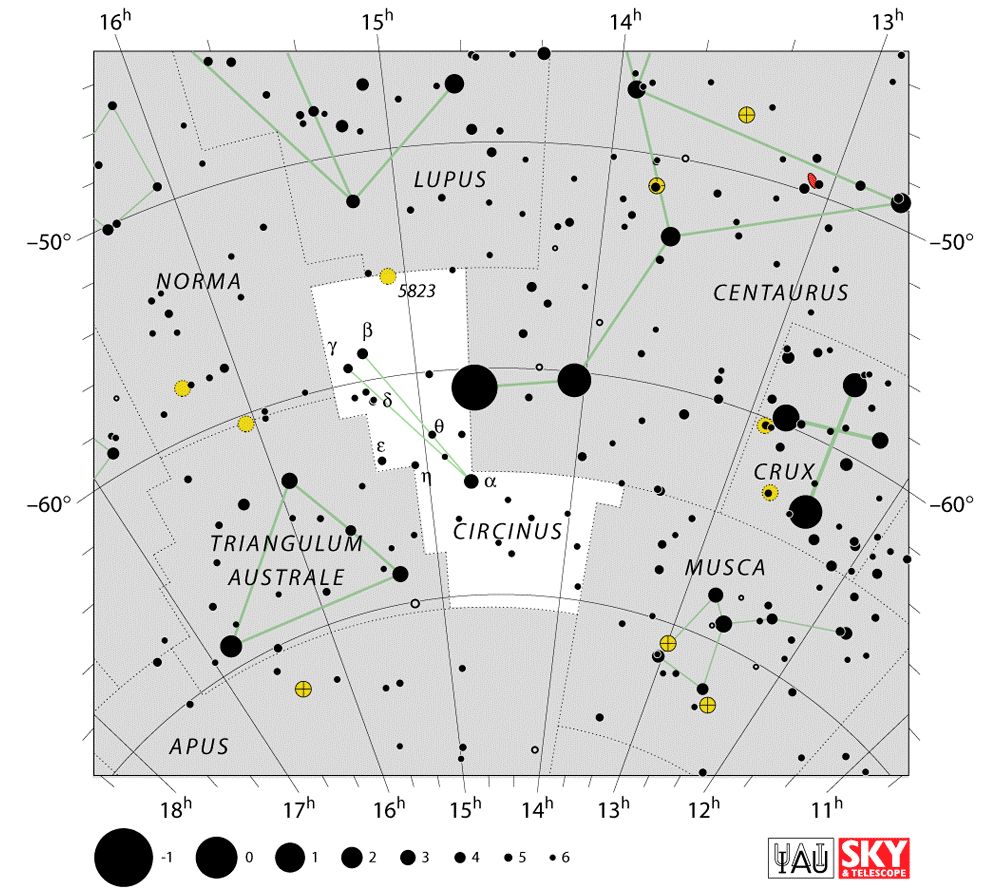 16h 15h 14h 13h
LUPUS
–50° –50°
NORMA
5823
CENTAURUS
β
γ
δ
θ
ε
η α
CRUX
–60° –60°
CIRCINUS
TRIANGULUM
AUSTRALE
MUSCA
APUS
18h 17h 16h 15h 14h 13h 12h 11h
-1 0 1 2 3 4 5 6
IAU
SKY
& TELESCOPE